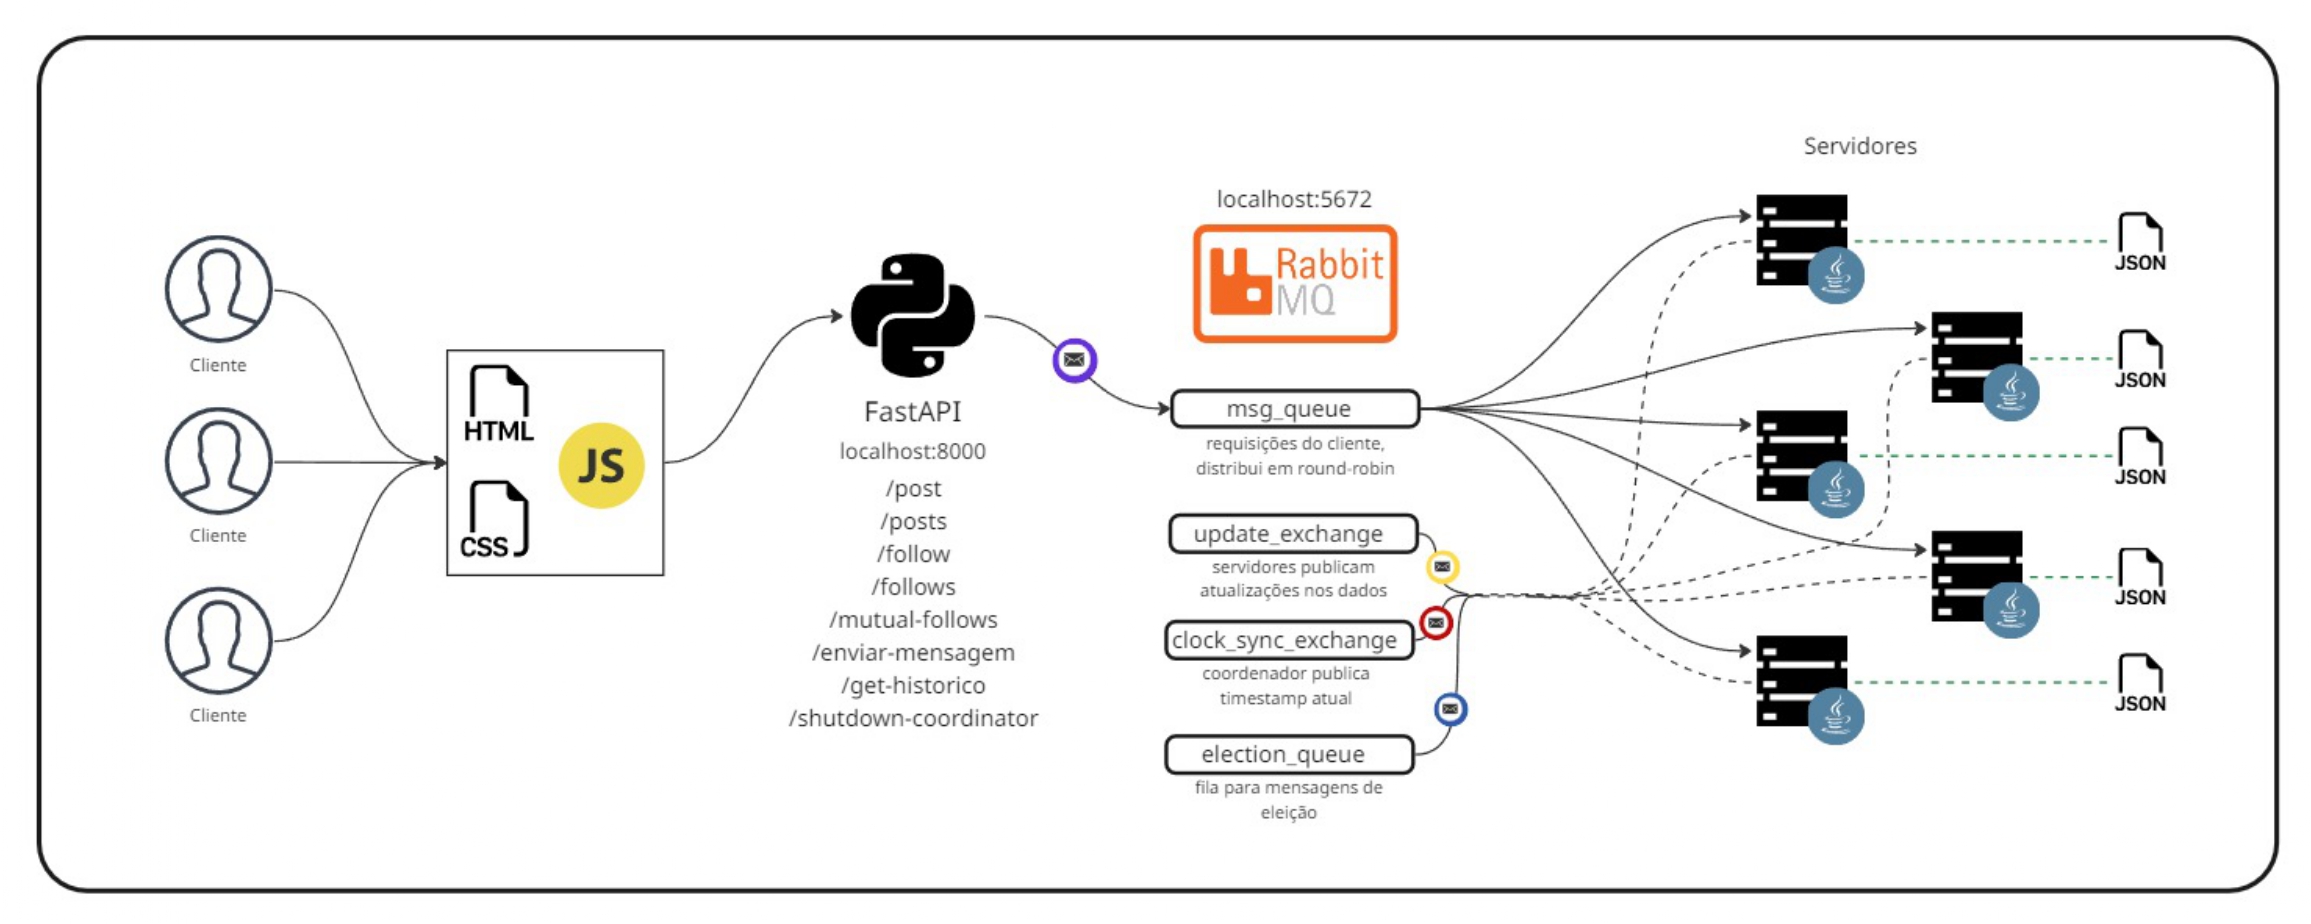 Cliente
Cliente
Cliente
HTML
CSS
JS
FastAPI
localhost:8000
/post
/posts
/follow
/follows
/mutual-follows
/enviar-mensagem
/get-historico
/shutdown-coordinator
localhost:5672
Rabbit
MQ
msg_queue
requisições do cliente,
distribui em round-robin
update_exchange
servidores publicam
atualizações nos dados
clock_sync_exchange
coordenador publica
timestamp atual
election_queue
fila para mensagens de
eleição
Servidores
JSON
JSON
JSON
JSON
JSON